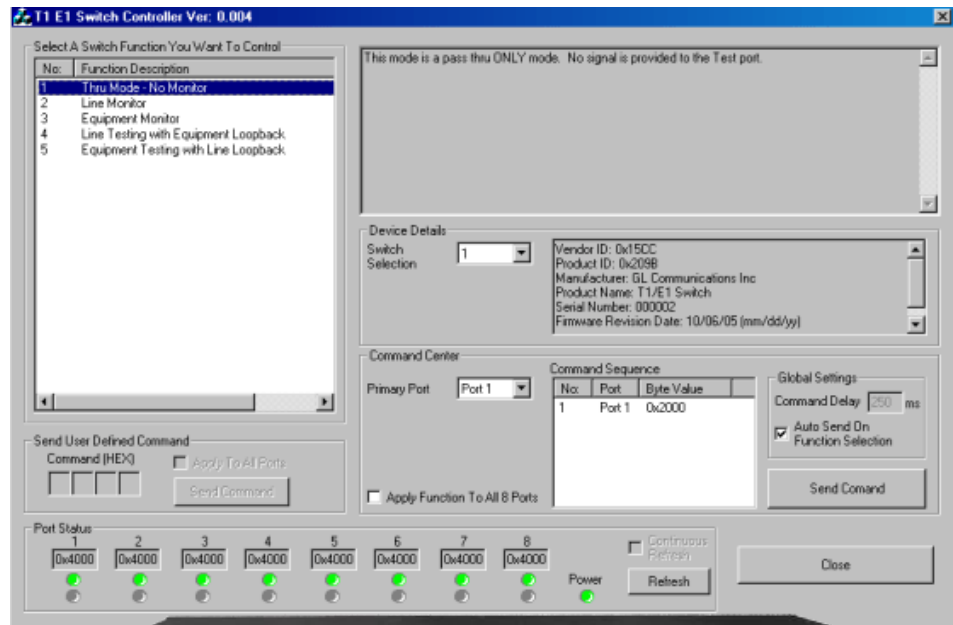 T1 E1 Switch Controller Ver: 0.004
Select A Switch Function You Want To Control
No: Function Description
1 Thru Mode - No Monitor
2 Line Monitor
3 Equipment Monitor
4 Line Testing with Equipment Loopback
5 Equipment Testing with Line Loopback
This mode is a pass thru ONLY mode. No signal is provided to the Test port.
Device Details
Switch Selection 1
Vendor ID: 0x15CC
Product ID: 0x209B
Manufacturer: GL Communications Inc
Product Name: T1/E1 Switch
Serial Number: 000002
Firmware Revision Date: 10/06/05 (mm/dd/yy)
Command Center
Primary Port Port 1
Command Sequence
No: Port Byte Value
1 Port 1 0x2000
Apply Function To All 8 Ports
Global Settings
Command Delay 250 ms
Auto Send On
Function Selection
Send Comand
Send User Defined Command
Command (HEX)
Apply To All Ports
Send Command
Port Status
1 2 3 4 5 6 7 8
0x4000 0x4000 0x4000 0x4000 0x4000 0x4000 0x4000 0x4000
Power
Continuous
Refresh
Refresh
Close